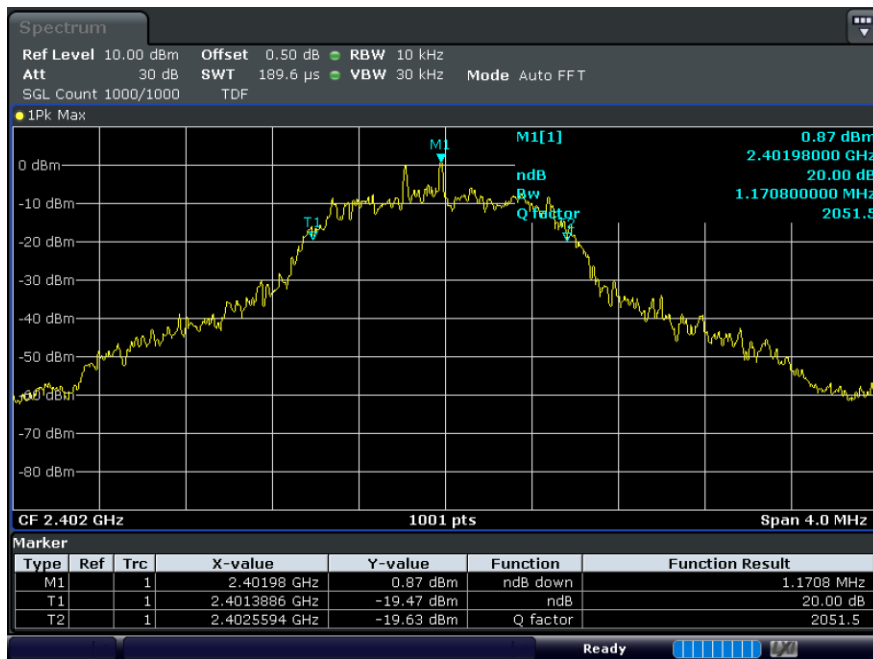 Spectrum
Ref Level 10.00 dBm Offset 0.50 dB RBW 10 kHz
Att 30 dB SWT 189.6 µs VBW 30 kHz Mode Auto FFT
SGL Count 1000/1000 TDF
1Pk Max
M1[1] 0.87 dBm
2.40198000 GHz
ndB 20.00 dB
Bw 1.170800000 MHz
Q factor 2051.5
M1
T1
T2
0 dBm
-10 dBm
-20 dBm
-30 dBm
-40 dBm
-50 dBm
-60 dBm
-70 dBm
-80 dBm
CF 2.402 GHz 1001 pts Span 4.0 MHz
Marker
Type Ref Trc X-value Y-value Function Function Result
M1 1 2.40198 GHz 0.87 dBm ndB down 1.1708 MHz
T1 1 2.4013886 GHz -19.47 dBm ndB 20.00 dB
T2 1 2.4025594 GHz -19.63 dBm Q factor 2051.5
Ready
LXI